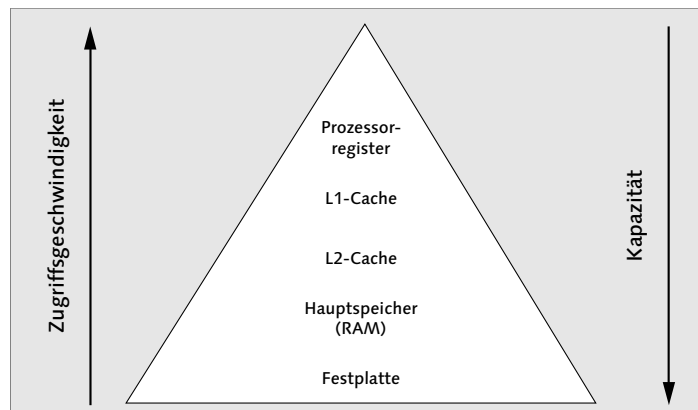 Zugriffsgeschwindigkeit
Prozessor-
register
L1-Cache
L2-Cache
Hauptspeicher
(RAM)
Festplatte
Kapazität